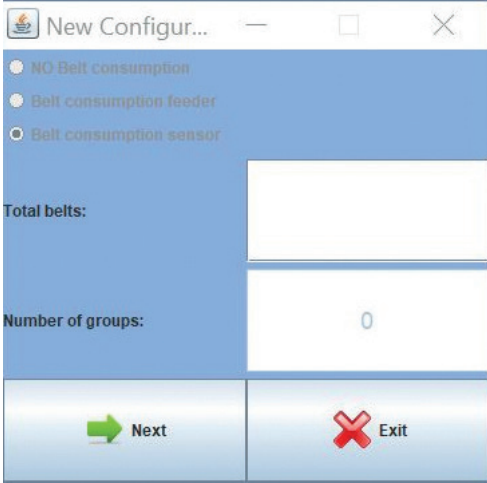 New Configur...
NO Belt consumption
Belt consumption feeder
Belt consumption sensor
Total belts:
Number of groups:
0
Next
Exit